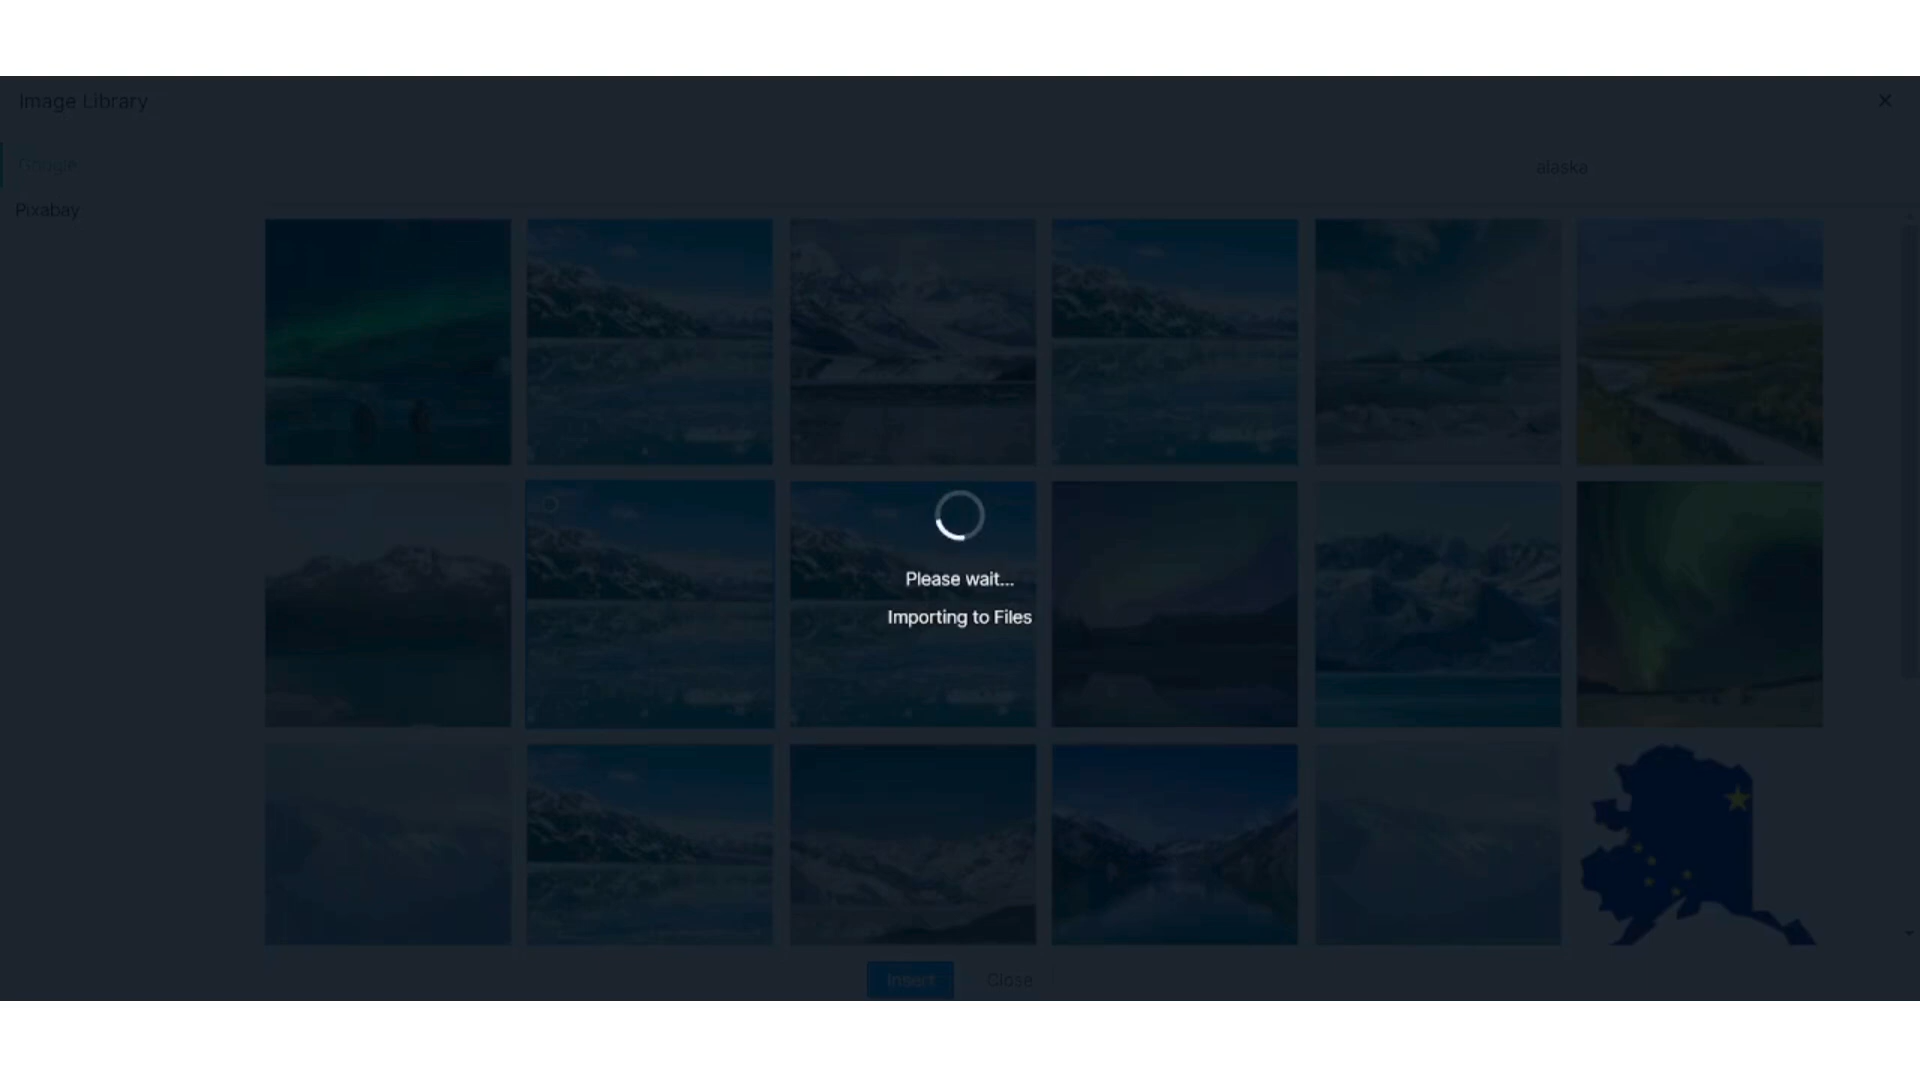 Image Library
Google
alaska
Pixabay
Please wait...
Importing to Files
Insert
Close